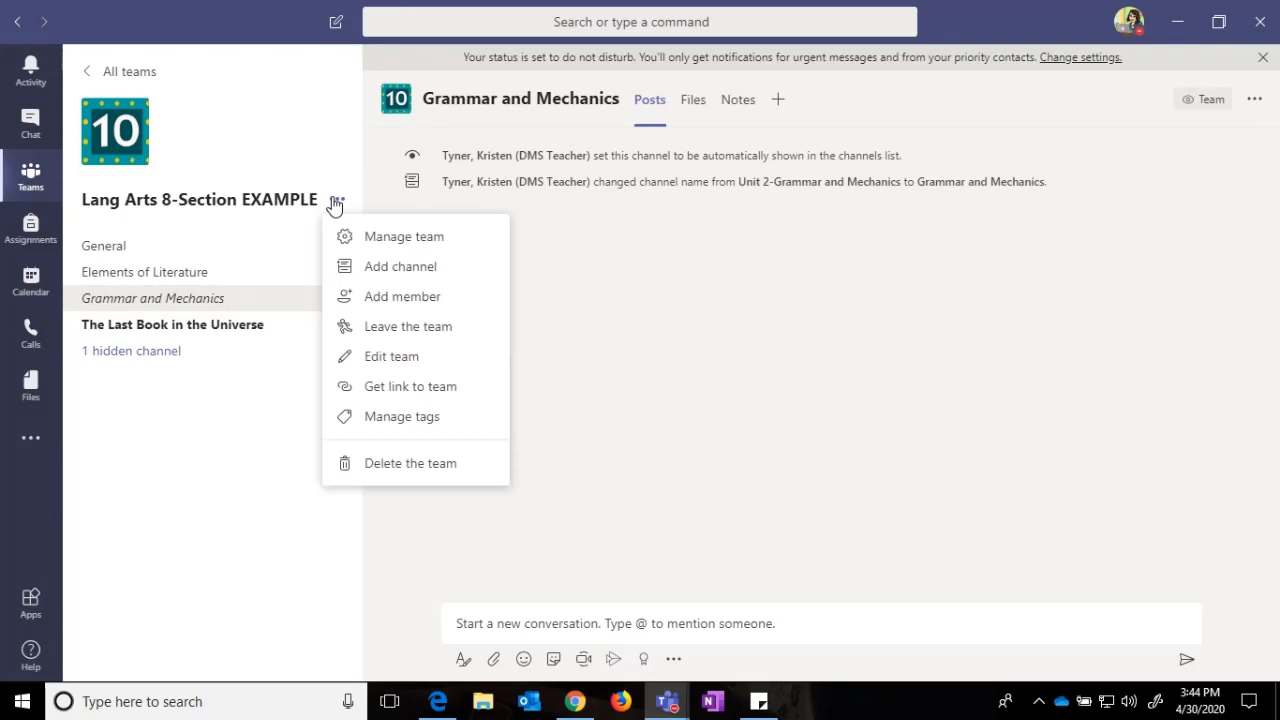 Search or type a command
Your status is set to do not disturb. You'll only get notifications for urgent messages and from your priority contacts. Change settings.
Activity
Chat
Teams
Assignments
Calendar
Calls
Files
Apps
Help
All teams
10
Lang Arts 8-Section EXAMPLE
General
Elements of Literature
Grammar and Mechanics
The Last Book in the Universe
1 hidden channel
Manage team
Add channel
Add member
Leave the team
Edit team
Get link to team
Manage tags
Delete the team
10 Grammar and Mechanics Posts Files Notes Team
Tyner, Kristen (DMS Teacher) set this channel to be automatically shown in the channels list.
Tyner, Kristen (DMS Teacher) changed channel name from Unit 2-Grammar and Mechanics to Grammar and Mechanics.
Start a new conversation. Type @ to mention someone.
Type here to search
3:44 PM
4/30/2020